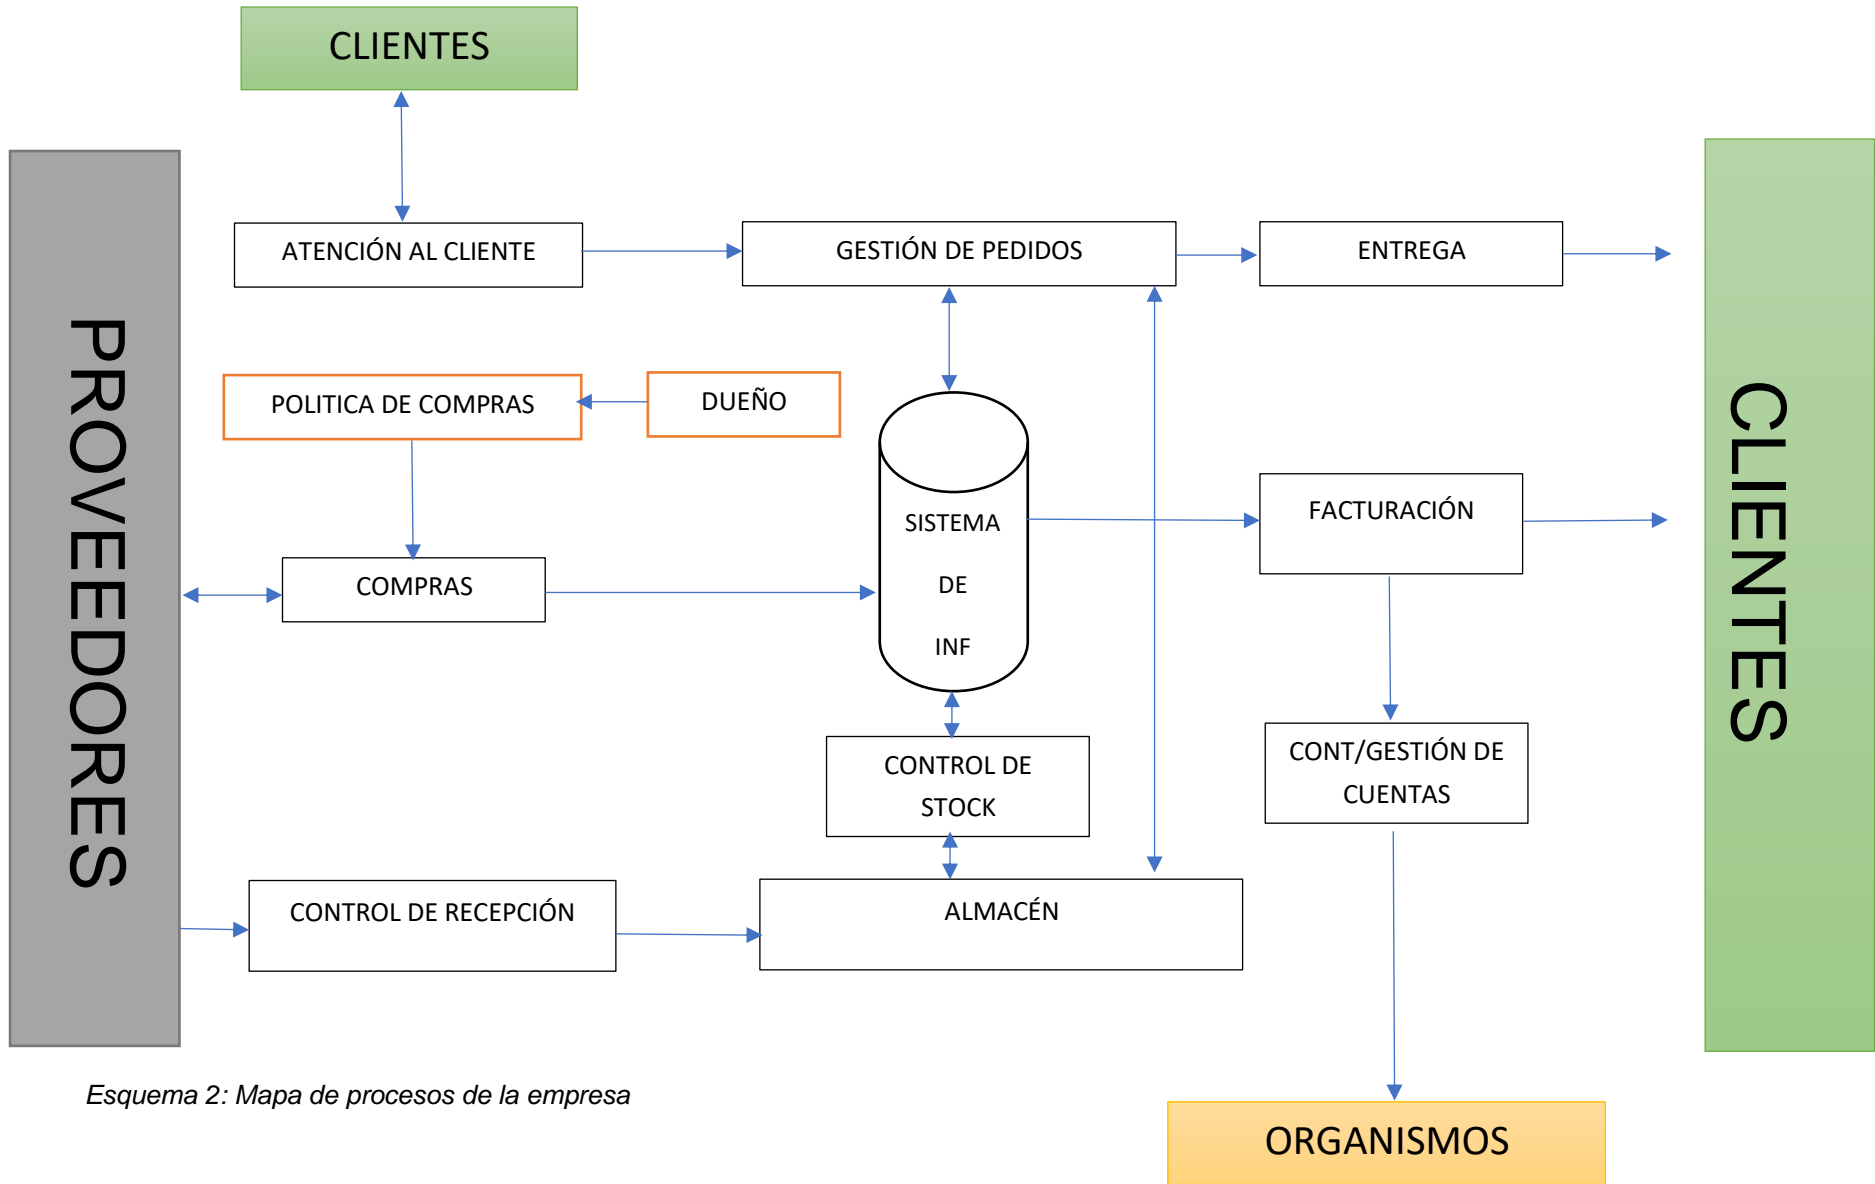 CLIENTES
ATENCIÓN AL CLIENTE
GESTIÓN DE PEDIDOS
ENTREGA
PROVEEDORES
CLIENTES
POLITICA DE COMPRAS
DUEÑO
SISTEMA
DE
INF
FACTURACIÓN
COMPRAS
CONTROL DE
STOCK
CONT/GESTIÓN DE
CUENTAS
CONTROL DE RECEPCIÓN
ALMACÉN
Esquema 2: Mapa de procesos de la empresa
ORGANISMOS